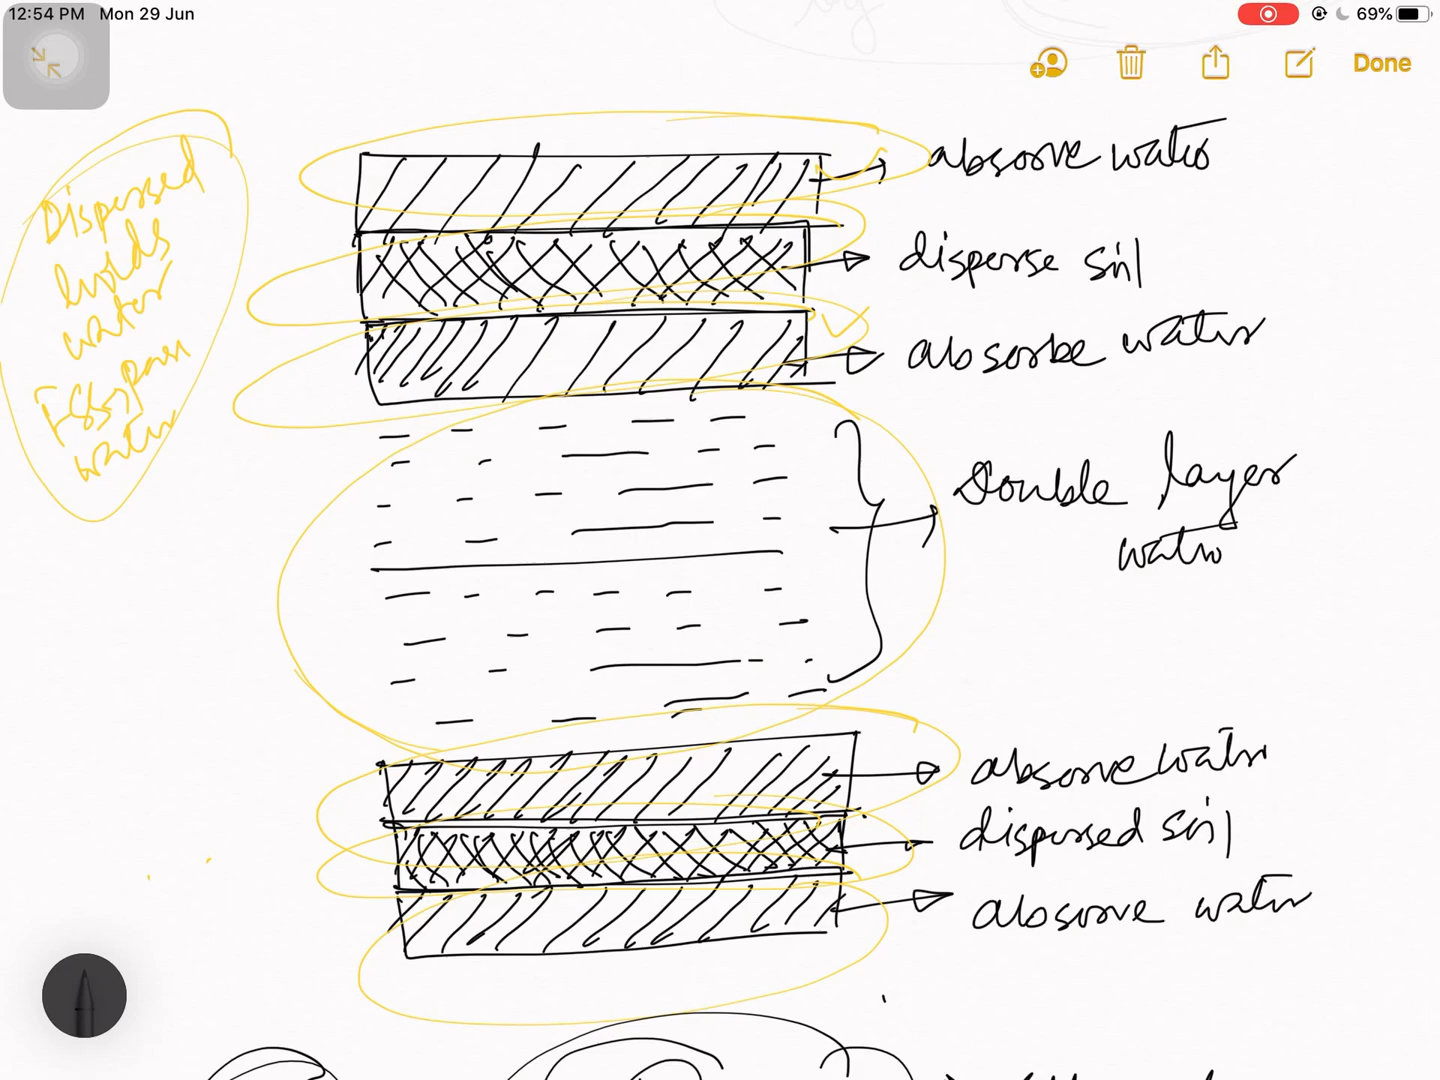 12:54 PM Mon 29 Jun
69%
Done
absorve water
disperse soil
absorbe water
Double layer
water
absorve water
dispersed soil
absorve water
Dispersed
holds
water
water